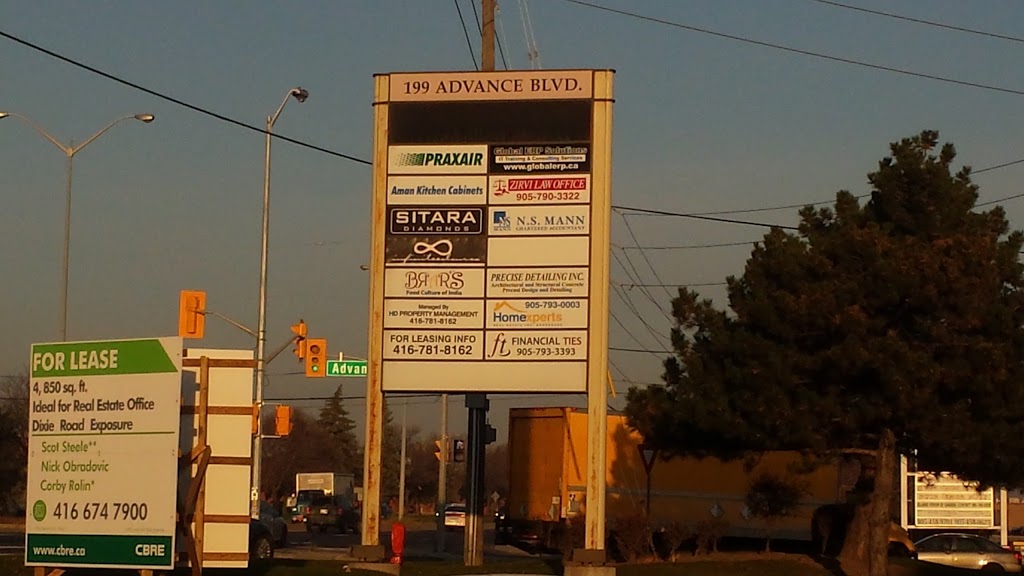 199 ADVANCE BLVD.
PRAXAIR
Global ERP Solutions
IT Training & Consulting Services
www.globalerp.ca
Aman Kitchen Cabinets
ZIRVI LAW OFFICE
905-790-3322
SITARA
DIAMONDS
N.S. MANN
CHARTERED ACCOUNTANT
Food Culture of India
PRECISE DETAILING INC.
Architectural and Structural Concrete
Precast Design and Detailing
Managed By
HD PROPERTY MANAGEMENT
416-781-8162
905-793-0003
Homexperts
FOR LEASING INFO
416-781-8162
ft FINANCIAL TIES
905-793-3393
Advan
FOR LEASE
4, 850 sq. ft.
Ideal for Real Estate Office
Dixie Road Exposure
Scot Steele**
Nick Obradovic
Corby Rolin*
416 674 7900
www.cbre.ca
CBRE